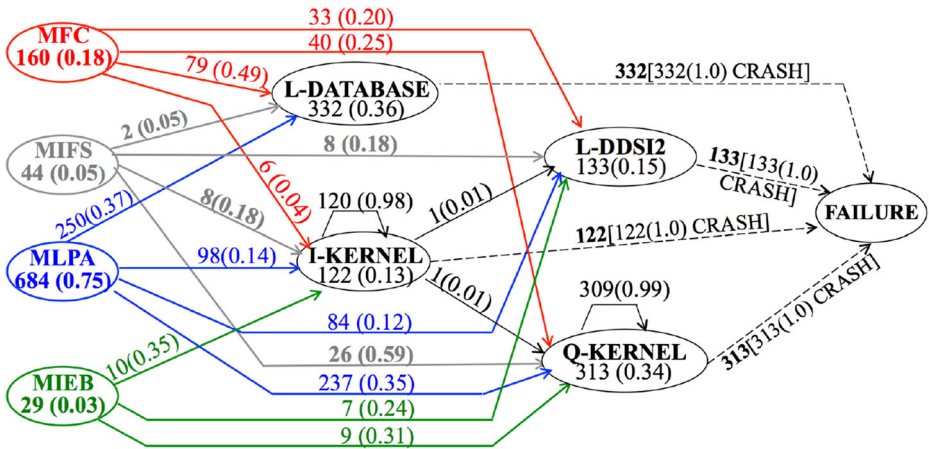 33 (0.20)
MFC
160 (0.18)
40 (0.25)
79 (0.49)
332[332(1.0) CRASH]
L-DATABASE
332 (0.36)
2 (0.05)
MIFS
44 (0.05)
8 (0.18)
L-DDSI2
133(0.15)
133[133(1.0)
CRASH]
6 (0.04)
8(0.18)
120 (0.98)
1(0.01)
FAILURE
250(0.37)
122[122(1.0) CRASH]
I-KERNEL
122 (0.13)
98(0.14)
MLPA
684 (0.75)
1(0.01)
309(0.99)
84 (0.12)
313[313(1.0) CRASH]
Q-KERNEL
313 (0.34)
26 (0.59)
10(0.35)
237 (0.35)
MIEB
29 (0.03)
7 (0.24)
9 (0.31)